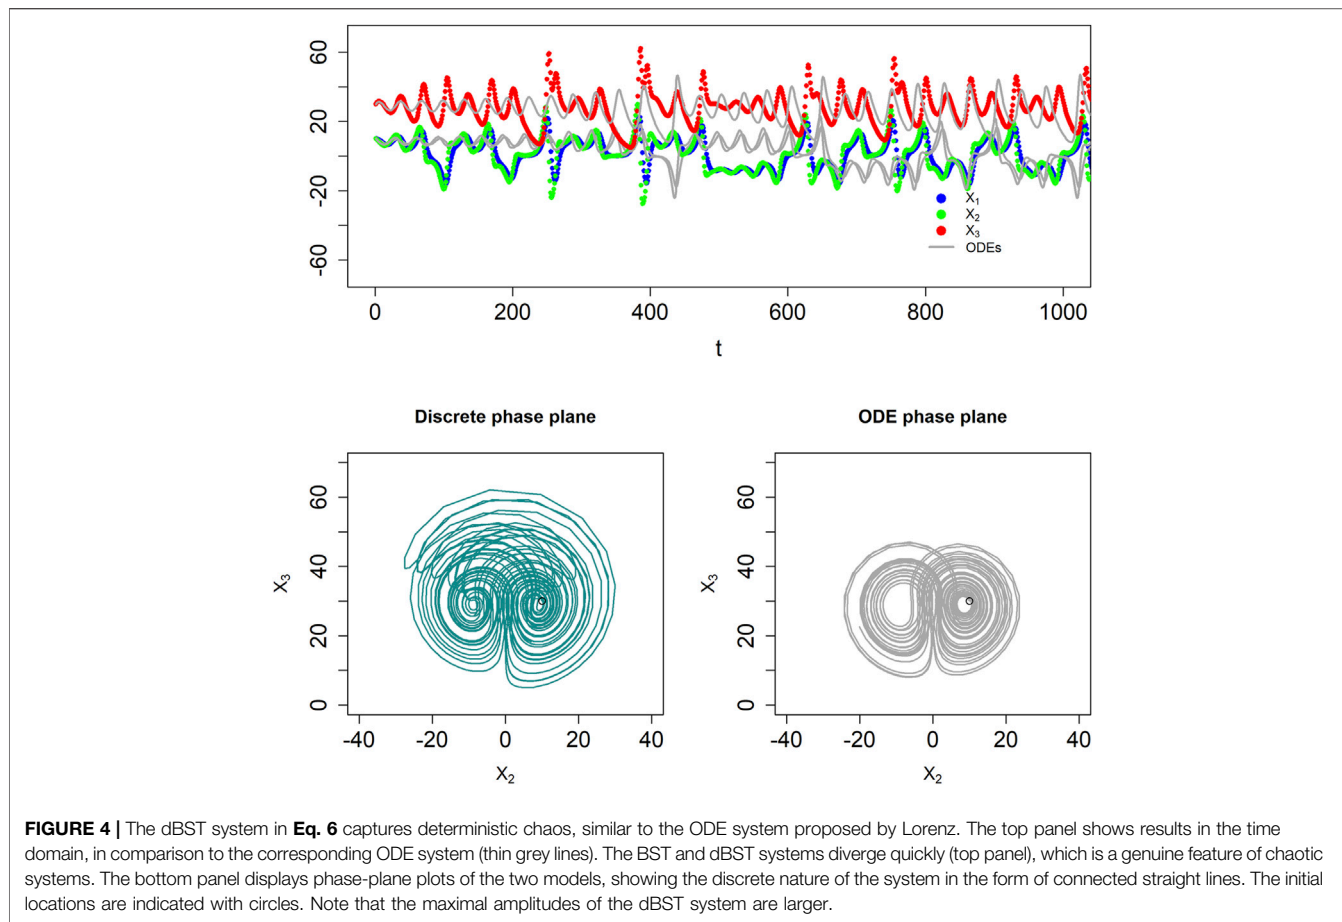 60
20
-20
-60
0 200 400 600 800 1000
t
X1
X2
X3
ODEs
Discrete phase plane
60
40
20
0
X3
-40 -20 0 20 40
X2
ODE phase plane
60
40
20
0
X3
-40 -20 0 20 40
X2
FIGURE 4 | The dBST system in Eq. 6 captures deterministic chaos, similar to the ODE system proposed by Lorenz. The top panel shows results in the time
domain, in comparison to the corresponding ODE system (thin grey lines). The BST and dBST systems diverge quickly (top panel), which is a genuine feature of chaotic
systems. The bottom panel displays phase-plane plots of the two models, showing the discrete nature of the system in the form of connected straight lines. The initial
locations are indicated with circles. Note that the maximal amplitudes of the dBST system are larger.